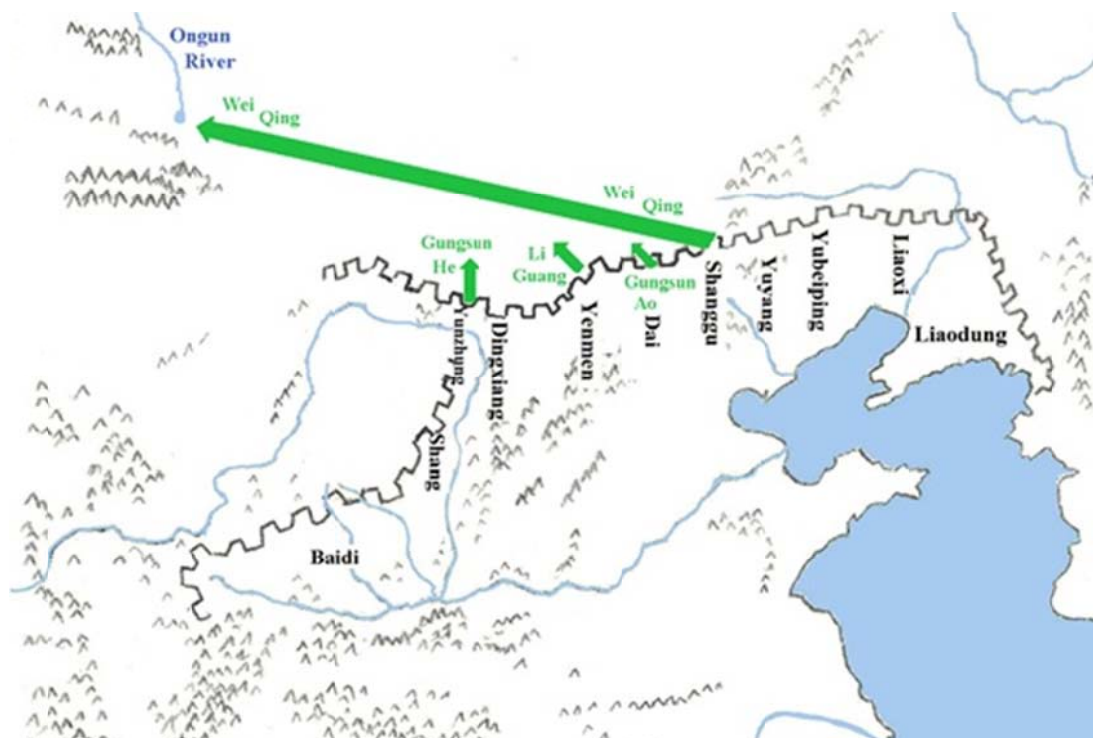 Ongun
River
Wei
Qing
Wei
Qing
Gungsun
He
Li
Guang
Gungsun
Ao
Yunzhung
Dingxiang
Yenmen
Dai
Shanggu
Yuyang
Yubeiping
Liaoxi
Liaodung
Shang
Baidi